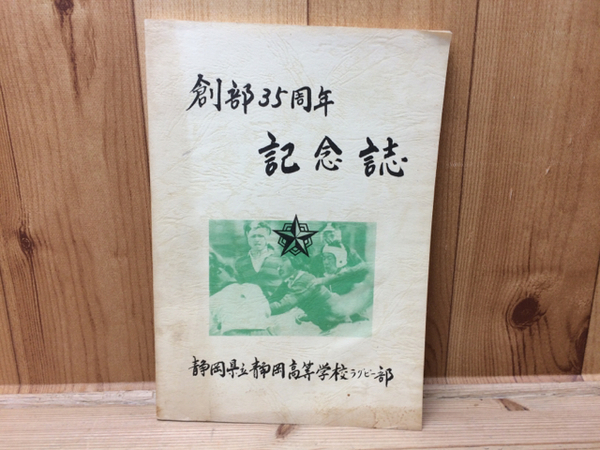 創部35周年
記念誌
静岡県立静岡高等学校ラグビー部